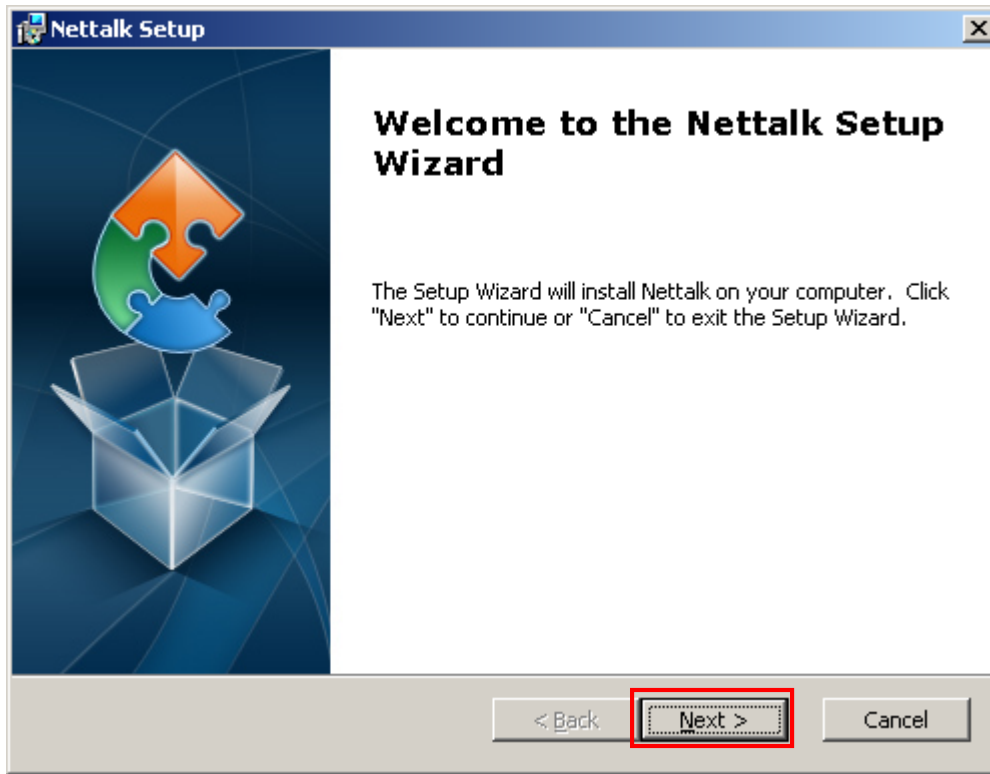 Nettalk Setup
Welcome to the Nettalk Setup
Wizard
The Setup Wizard will install Nettalk on your computer. Click
"Next" to continue or "Cancel" to exit the Setup Wizard.
< Back Next > Cancel